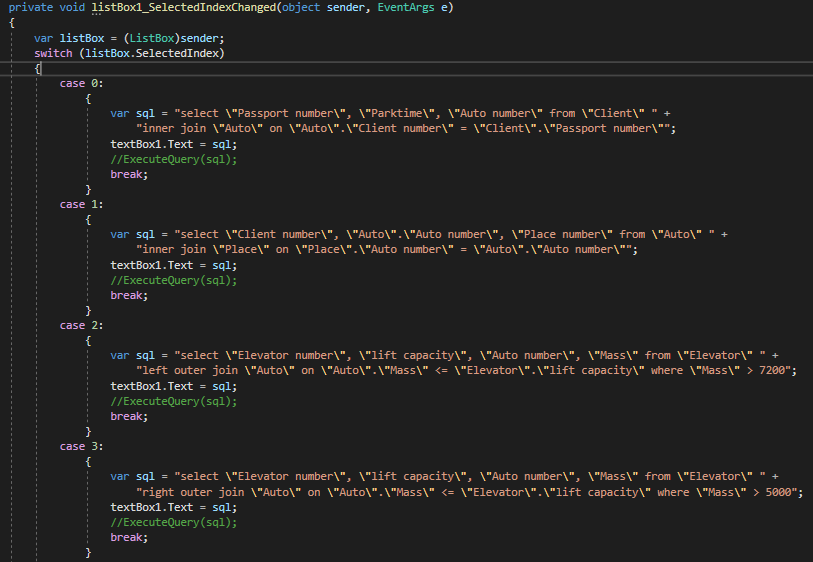 private void listBox1_SelectedIndexChanged(object sender, EventArgs e)
{
    var listBox = (ListBox)sender;
    switch (listBox.SelectedIndex)
    {
        case 0:
            {
                var sql = "select \"Passport number\", \"Parktime\", \"Auto number\" from \"Client\" " +
                    "inner join \"Auto\" on \"Auto\".\"Client number\" = \"Client\".\"Passport number\"";
                textBox1.Text = sql;
                //ExecuteQuery(sql);
                break;
            }
        case 1:
            {
                var sql = "select \"Client number\", \"Auto\".\"Auto number\", \"Place number\" from \"Auto\" " +
                    "inner join \"Place\" on \"Place\".\"Auto number\" = \"Auto\".\"Auto number\"";
                textBox1.Text = sql;
                //ExecuteQuery(sql);
                break;
            }
        case 2:
            {
                var sql = "select \"Elevator number\", \"lift capacity\", \"Auto number\", \"Mass\" from \"Elevator\" " +
                    "left outer join \"Auto\" on \"Auto\".\"Mass\" <= \"Elevator\".\"lift capacity\" where \"Mass\" > 7200";
                textBox1.Text = sql;
                //ExecuteQuery(sql);
                break;
            }
        case 3:
            {
                var sql = "select \"Elevator number\", \"lift capacity\", \"Auto number\", \"Mass\" from \"Elevator\" " +
                    "right outer join \"Auto\" on \"Auto\".\"Mass\" <= \"Elevator\".\"lift capacity\" where \"Mass\" > 5000";
                textBox1.Text = sql;
                //ExecuteQuery(sql);
                break;
            }